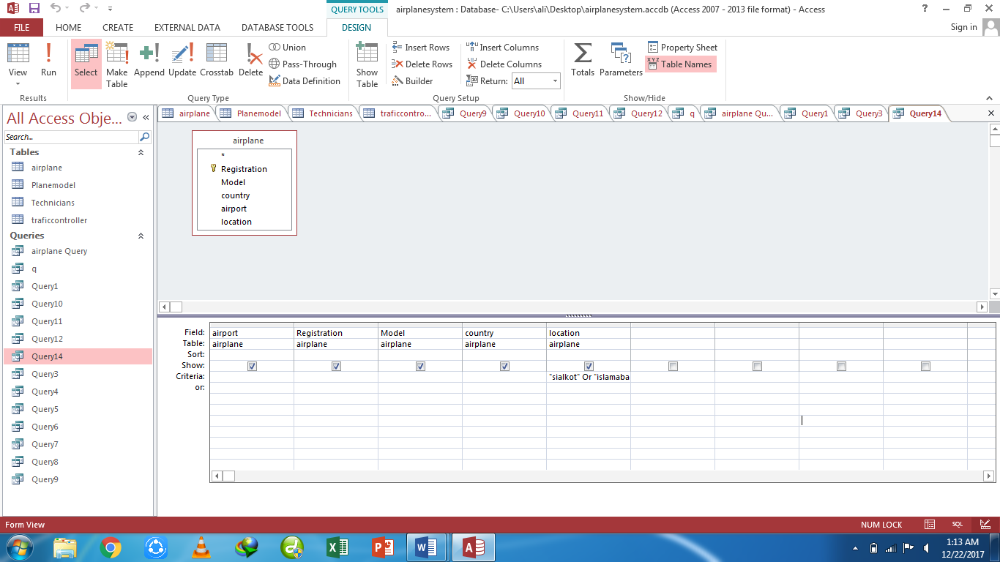 QUERY TOOLS
airplanesystem : Database- C:\Users\ali\Desktop\airplanesystem.accdb (Access 2007 - 2013 file format) - Access
?
FILE HOME CREATE EXTERNAL DATA DATABASE TOOLS DESIGN Sign in
View Run Select Make Table Append Update Crosstab Delete
Union
Pass-Through
Data Definition
Show Table
Insert Rows
Delete Rows
Builder
Insert Columns
Delete Columns
Return: All
Totals Parameters
Property Sheet
XYZ Table Names
Results Query Type Query Setup Show/Hide
All Access Obje...
Search...
Tables
airplane
Planemodel
Technicians
traficcontroller
Queries
airplane Query
q
Query1
Query10
Query11
Query12
Query14
Query3
Query4
Query5
Query6
Query7
Query8
Query9
airplane Planemodel Technicians traficcontro... Query9 Query10 Query11 Query12 q airplane Qu... Query1 Query3 Query14
airplane
*
Registration
Model
country
airport
location
Field: airport Registration Model country location
Table: airplane airplane airplane airplane airplane
Sort:
Show:
Criteria: "sialkot" Or "islamaba
or:
Form View NUM LOCK SQL
1:13 AM
12/22/2017